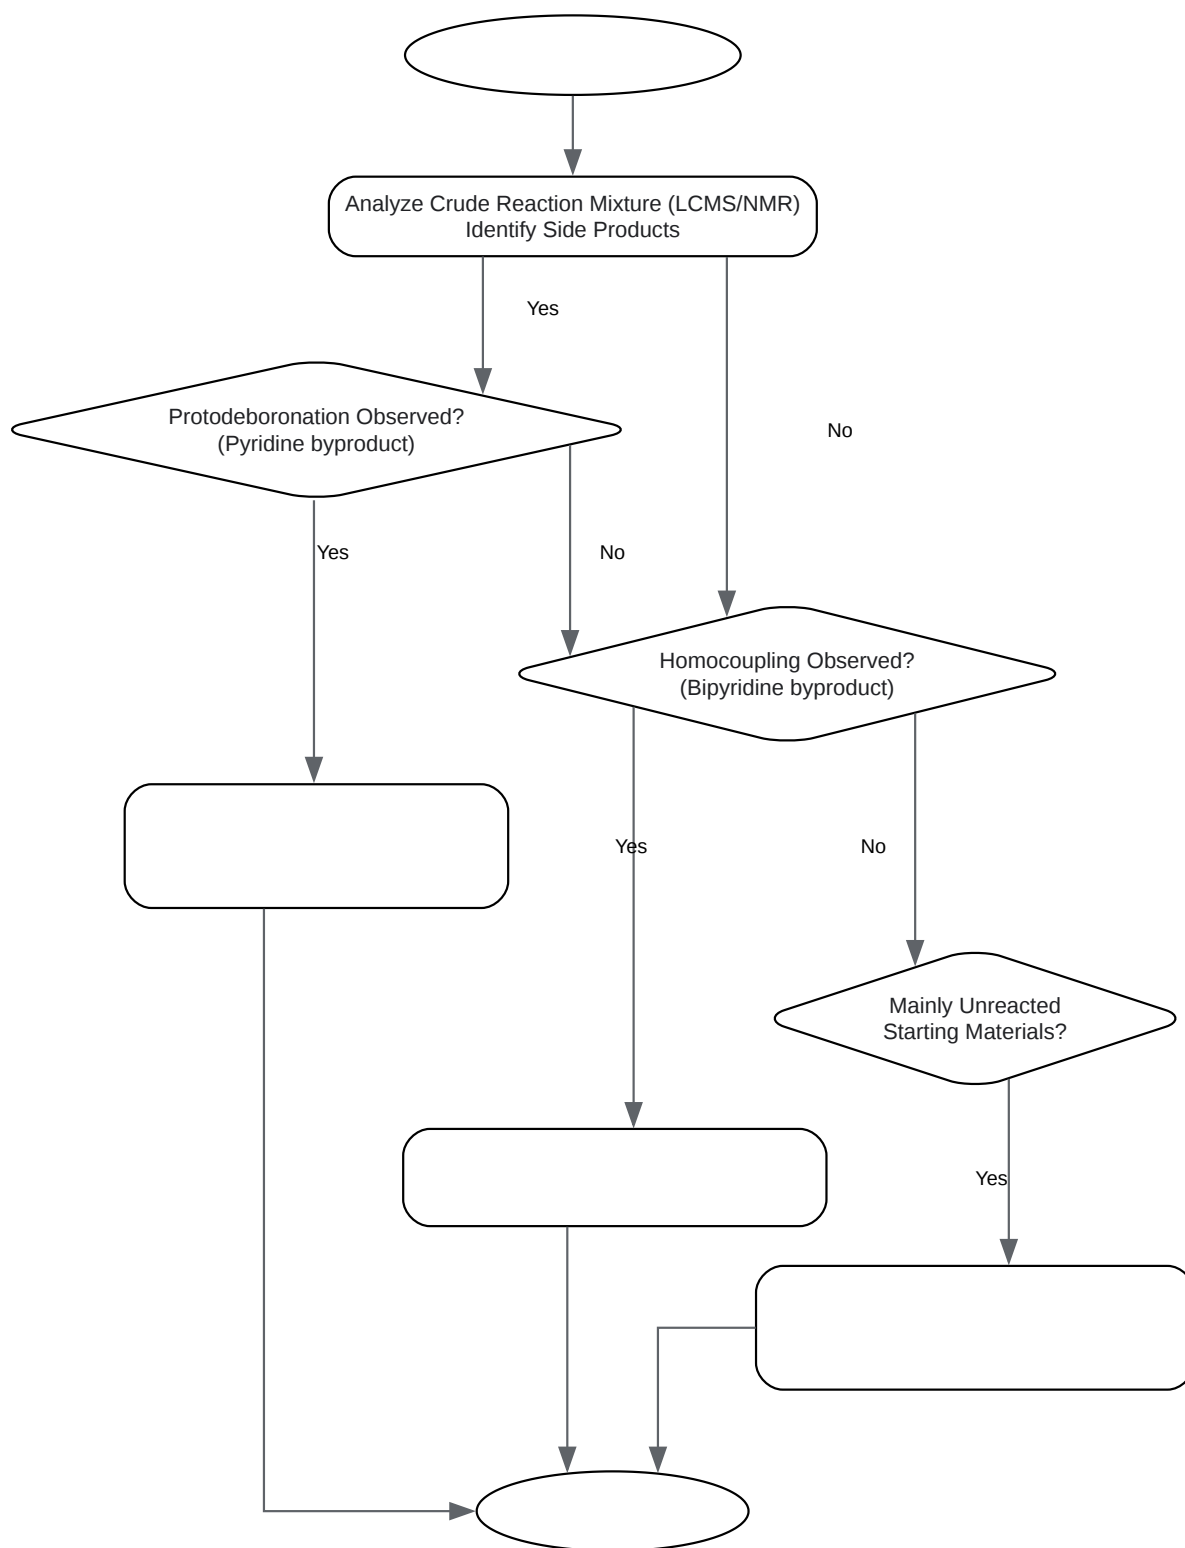 Analyze Crude Reaction Mixture (LCMS/NMR)
Identify Side Products
Yes
Protodeboronation Observed?
(Pyridine byproduct)
No
Yes
No
Homocoupling Observed?
(Bipyridine byproduct)
Yes
No
Mainly Unreacted
Starting Materials?
Yes